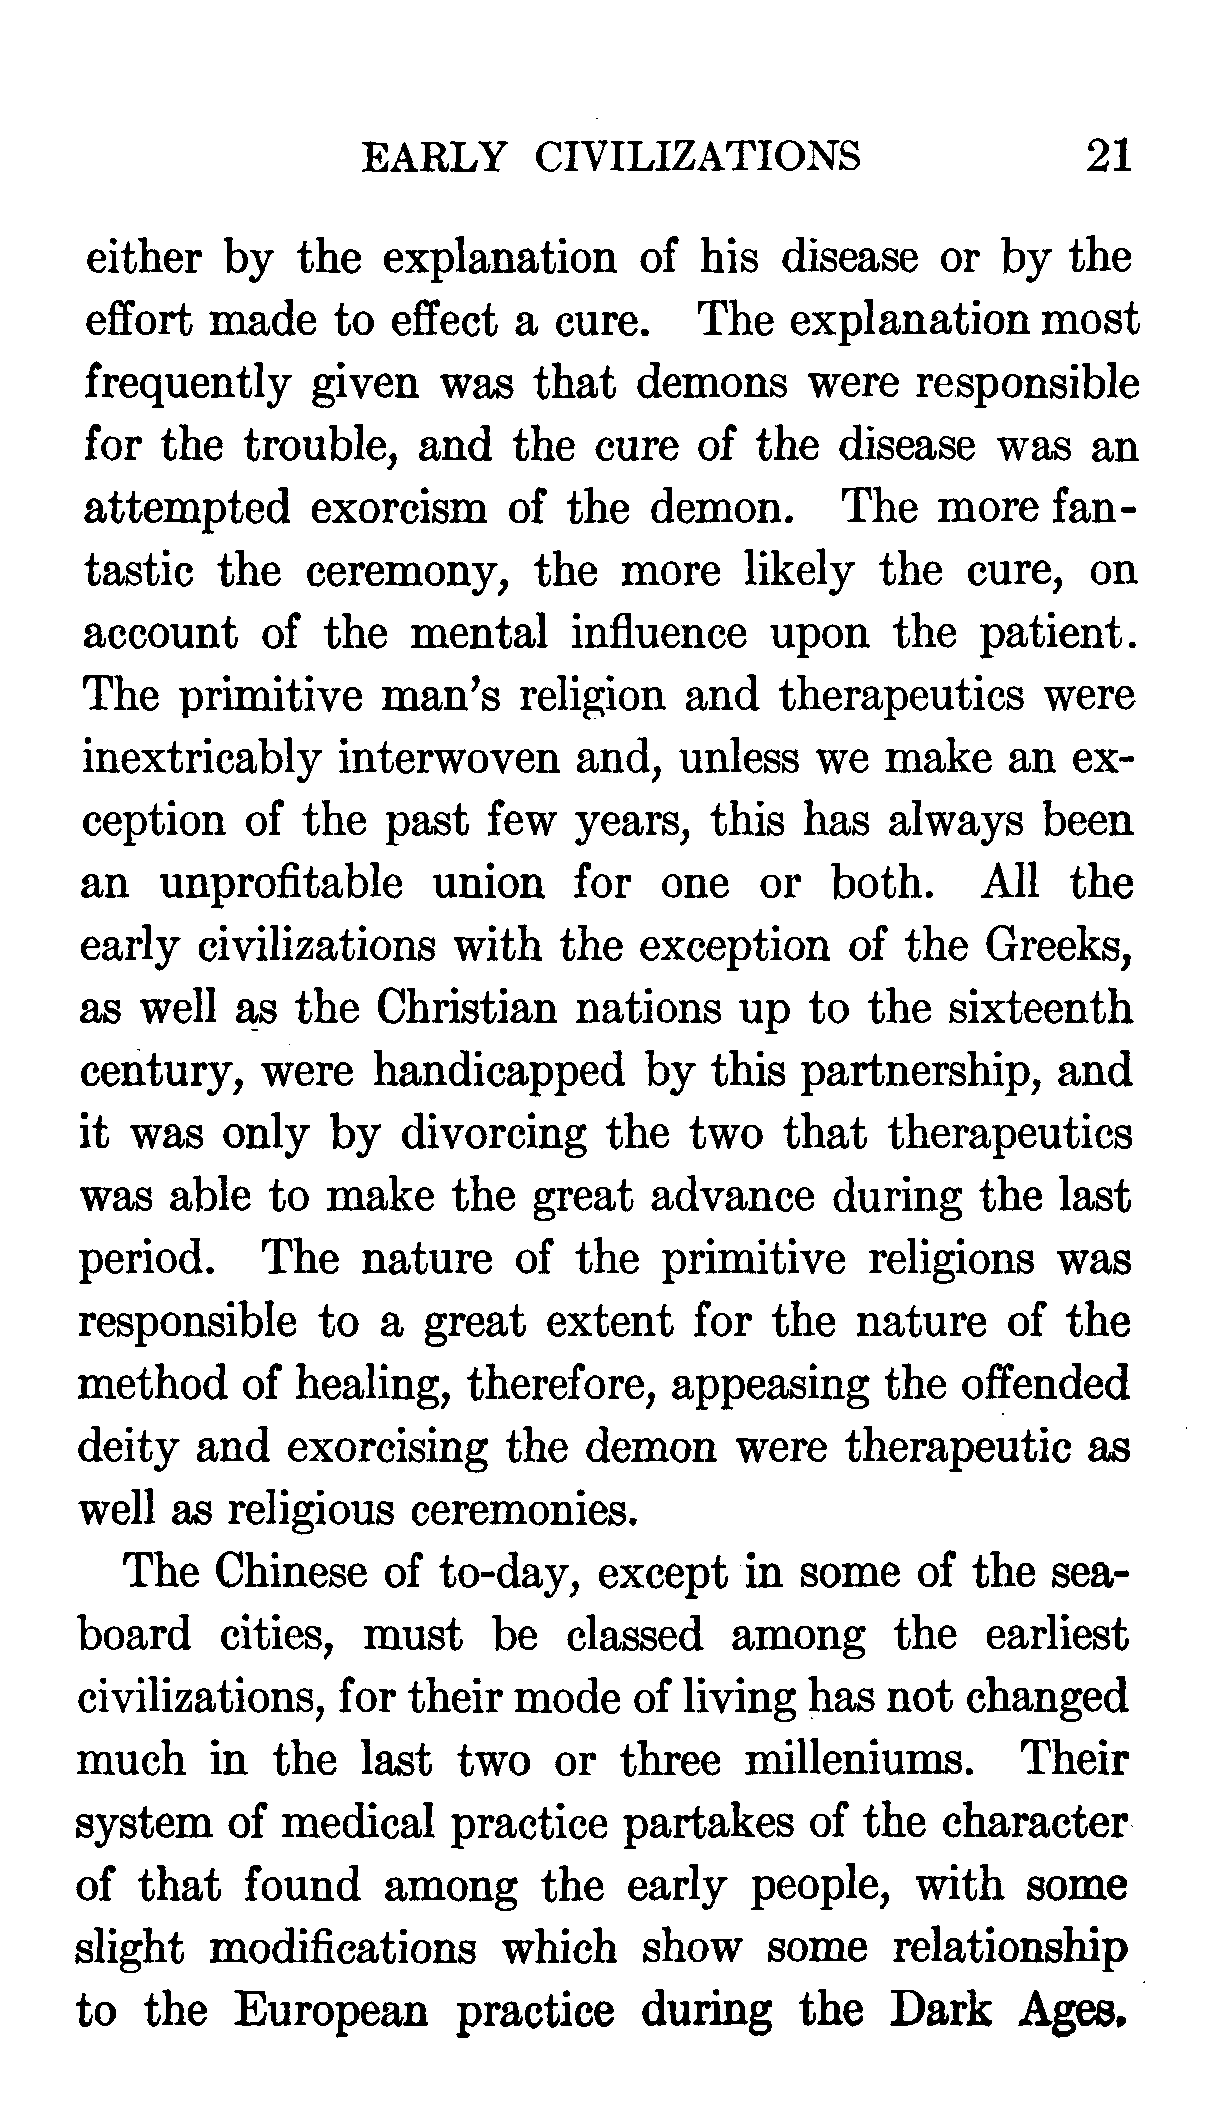 EARLY CIVILIZATIONS 21
either by the explanation of his disease or by the
effort made to effect a cure. The explanation most
frequently given was that demons were responsible
for the trouble, and the cure of the disease was an
attempted exorcism of the demon. The more fan-
tastic the ceremony, the more likely the cure, on
account of the mental influence upon the patient.
The primitive man's religion and therapeutics were
inextricably interwoven and, unless we make an ex-
ception of the past few years, this has always been
an unprofitable union for one or both. All the
early civilizations with the exception of the Greeks,
as well as the Christian nations up to the sixteenth
century, were handicapped by this partnership, and
it was only by divorcing the two that therapeutics
was able to make the great advance during the last
period. The nature of the primitive religions was
responsible to a great extent for the nature of the
method of healing, therefore, appeasing the offended
deity and exorcising the demon were therapeutic as
well as religious ceremonies.
The Chinese of to-day, except in some of the sea-
board cities, must be classed among the earliest
civilizations, for their mode of living has not changed
much in the last two or three milleniums. Their
system of medical practice partakes of the character
of that found among the early people, with some
slight modifications which show some relationship
to the European practice during the Dark Ages.